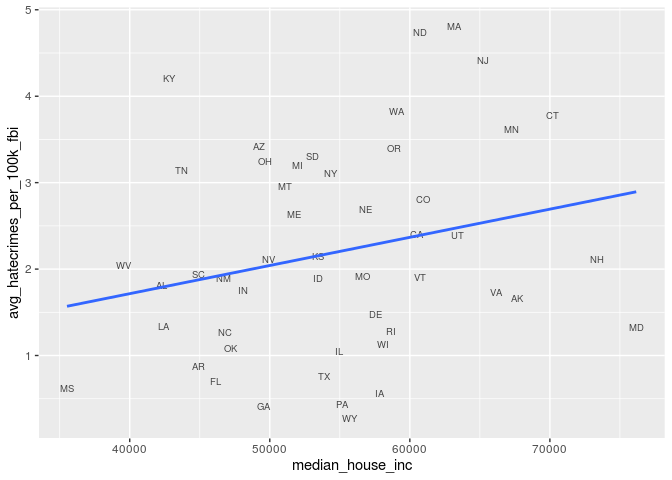 5
ND
MA
NJ
KY
4
WA
CT
MN
AZ
OR
SD
OH
MI
TN
NY
3
MT
CO
NE
MI
UT
CA
KS
NV
NH
WV
2
SC
NM
ID
MO
VT
AL
IN
WA
AK
DE
LA
RI
MD
NC
WI
OK
IL
1
AR
TX
FL
MS
IA
PA
GA
WY
40000
50000
60000
70000
median_house_inc
avg_hatecrimes_per_100k_fbi